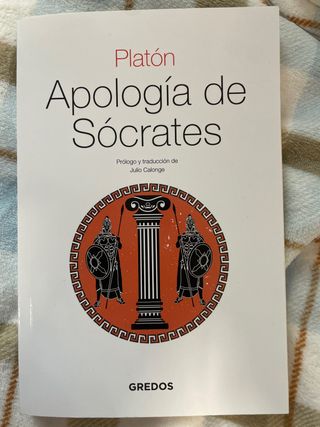 Platón
Apología de
Sócrates
Prólogo y traducción de
Julio Calonge
GREDOS